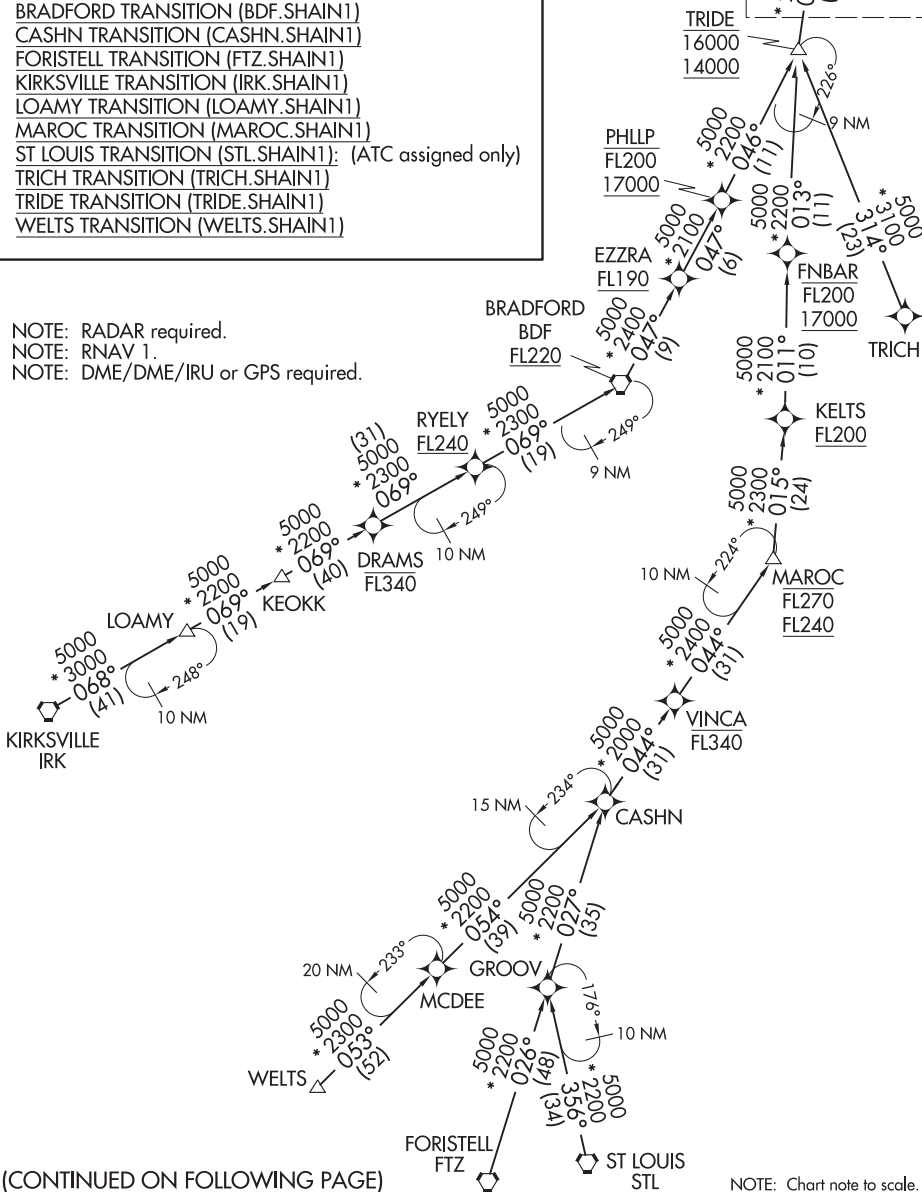 BRADFORD TRANSITION (BDF.SHAIN1)
CASHN TRANSITION (CASHN.SHAIN1)
FORISTELL TRANSITION (FTZ.SHAIN1)
KIRKSVILLE TRANSITION (IRK.SHAIN1)
LOAMY TRANSITION (LOAMY.SHAIN1)
MAROC TRANSITION (MAROC.SHAIN1)
ST LOUIS TRANSITION (STL.SHAIN1): (ATC assigned only)
TRICH TRANSITION (TRICH.SHAIN1)
TRIDE TRANSITION (TRIDE.SHAIN1)
WELTS TRANSITION (WELTS.SHAIN1)
NOTE: RADAR required.
NOTE: RNAV 1.
NOTE: DME/DME/IRU or GPS required.
TRIDE
16000
14000
226°
9 NM
5000
* 2200
046°
(11)
PHLLP
FL200
17000
5000
* 2200
013°
(11)
5000
* 3100
314°
(23)
TRICH
5000
* 2100
047°
(6)
EZZRA
FL190
FNBAR
FL200
17000
BRADFORD
BDF
FL220
5000
* 2400
047°
(9)
249°
9 NM
5000
* 2100
011°
(10)
KELTS
FL200
RYELY
FL240
5000
* 2300
069°
(19)
249°
10 NM
(31)
5000
* 2300
069°
DRAMS
FL340
5000
* 2300
015°
(24)
224°
10 NM
MAROC
FL270
FL240
5000
* 2200
069°
(40)
KEOKK
5000
* 2200
069°
(19)
LOAMY
248°
10 NM
5000
* 3000
068°
(41)
KIRKSVILLE
IRK
5000
* 2400
044°
(31)
VINCA
FL340
5000
* 2000
044°
(31)
234°
15 NM
CASHN
5000
* 2200
054°
(39)
5000
* 2200
027°
(35)
233°
20 NM
MCDEE
GROOV
176°
10 NM
5000
* 2300
053°
(52)
WELTS
5000
* 2200
026°
(48)
5000
* 2200
356°
(34)
FORISTELL
FTZ
ST LOUIS
STL
(CONTINUED ON FOLLOWING PAGE)
NOTE: Chart note to scale.